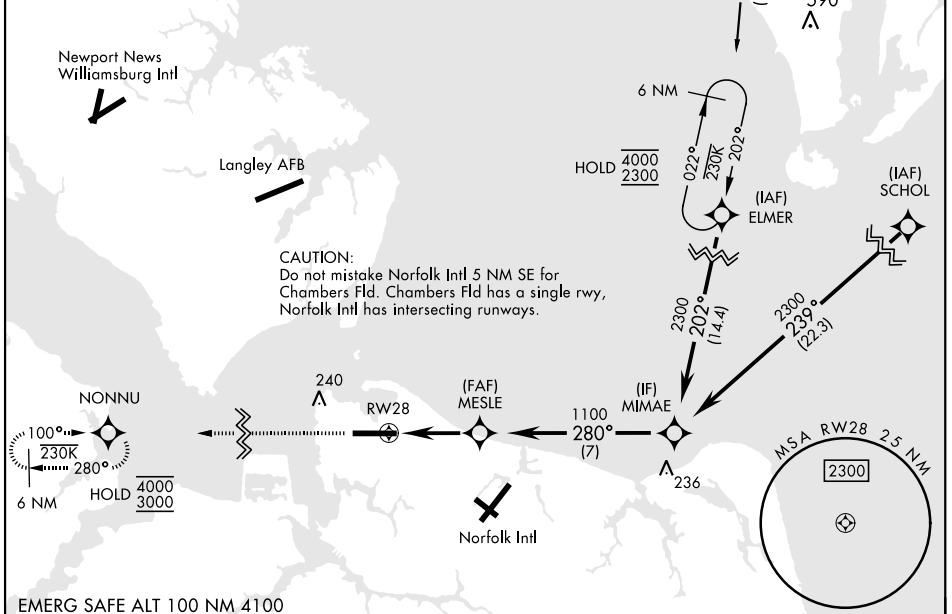 590
Newport News
Williamsburg Intl
6 NM
022°
230K
202°
HOLD 4000
2300
Langley AFB
(IAF)
ELMER
(IAF)
SCHOL
CAUTION:
Do not mistake Norfolk Intl 5 NM SE for
Chambers Fld. Chambers Fld has a single rwy,
Norfolk Intl has intersecting runways.
2300
202°
(14.4)
2300
239°
(22.3)
240
NONNU
RW28
(FAF)
MESLE
(IF)
MIMAE
1100
280°
(7)
100°
230K
280°
6 NM
HOLD 4000
3000
236
MSA RW28 25 NM
2300
Norfolk Intl
EMERG SAFE ALT 100 NM 4100